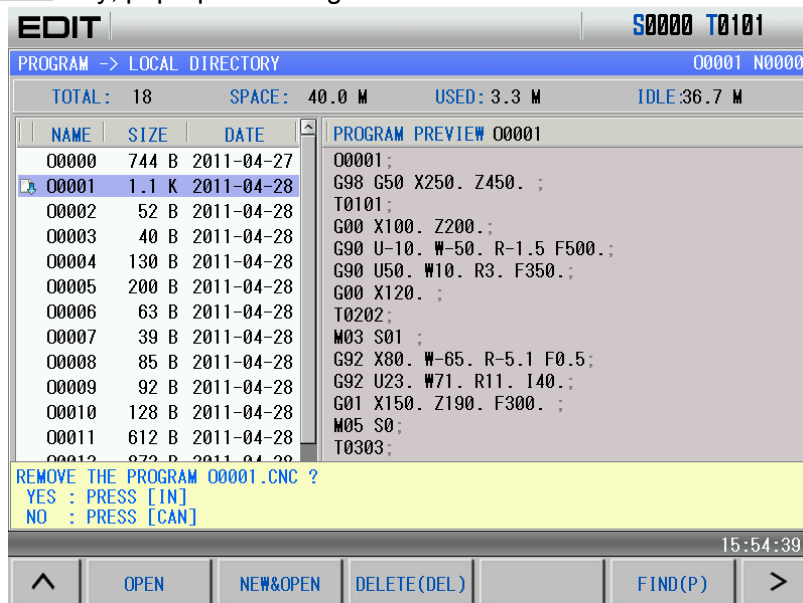 EDIT S0000 T0101
PROGRAM -> LOCAL DIRECTORY O0001 N0000
TOTAL: 18 SPACE: 40.0 M USED: 3.3 M IDLE:36.7 M
NAME SIZE DATE
O0000 744 B 2011-04-27
O0001 1.1 K 2011-04-28
O0002 52 B 2011-04-28
O0003 40 B 2011-04-28
O0004 130 B 2011-04-28
O0005 200 B 2011-04-28
O0006 63 B 2011-04-28
O0007 39 B 2011-04-28
O0008 85 B 2011-04-28
O0009 92 B 2011-04-28
O0010 128 B 2011-04-28
O0011 612 B 2011-04-28
PROGRAM PREVIEW O0001
O0001;
G98 G50 X250. Z450. ;
T0101;
G00 X100. Z200.;
G90 U-10. W-50. R-1.5 F500.;
G90 U50. W10. R3. F350.;
G00 X120. ;
T0202;
M03 S01 ;
G92 X80. W-65. R-5.1 F0.5;
G92 U23. W71. R11. I40.;
G01 X150. Z190. F300. ;
M05 S0;
T0303;
REMOVE THE PROGRAM O0001.CNC ?
YES : PRESS [IN]
NO : PRESS [CAN]
15:54:39
OPEN NEW&OPEN DELETE(DEL) FIND(P) >